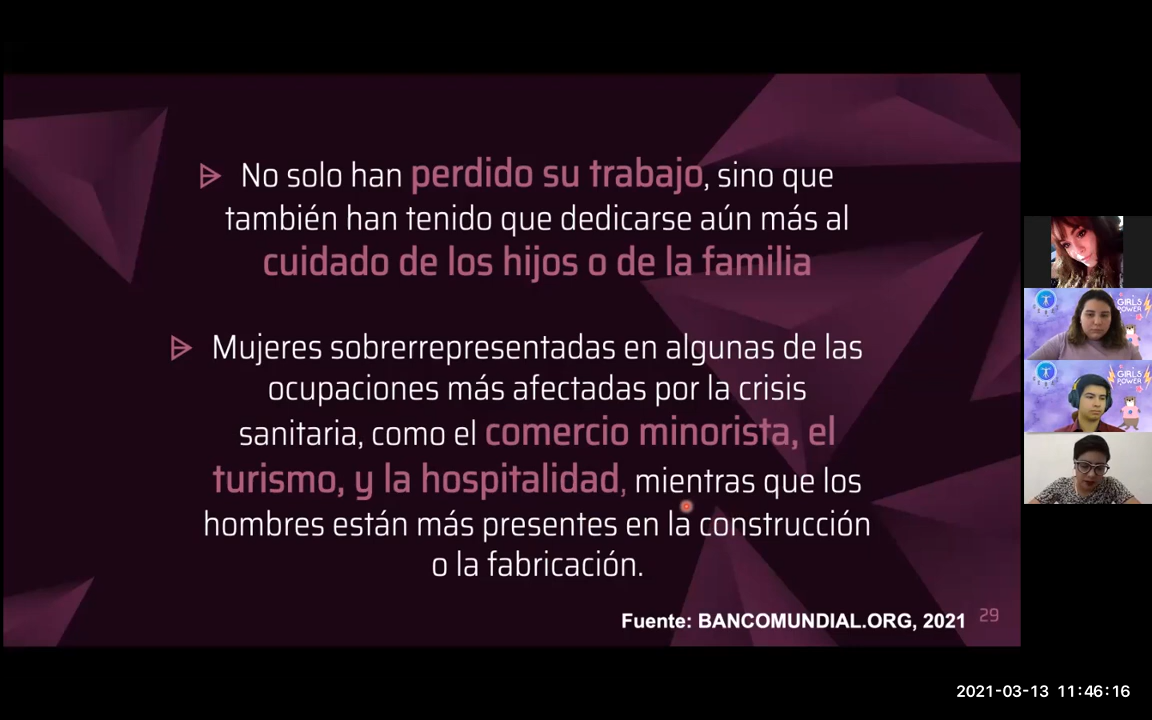 No solo han perdido su trabajo, sino que
también han tenido que dedicarse aún más al
cuidado de los hijos o de la familia
Mujeres sobrerrepresentadas en algunas de las
ocupaciones más afectadas por la crisis
sanitaria, como el comercio minorista, el
turismo, y la hospitalidad, mientras que los
hombres están más presentes en la construcción
o la fabricación.
Fuente: BANCOMUNDIAL.ORG, 2021
29
GIRLS
POWER
GIRLS
POWER
2021-03-13 11:46:16